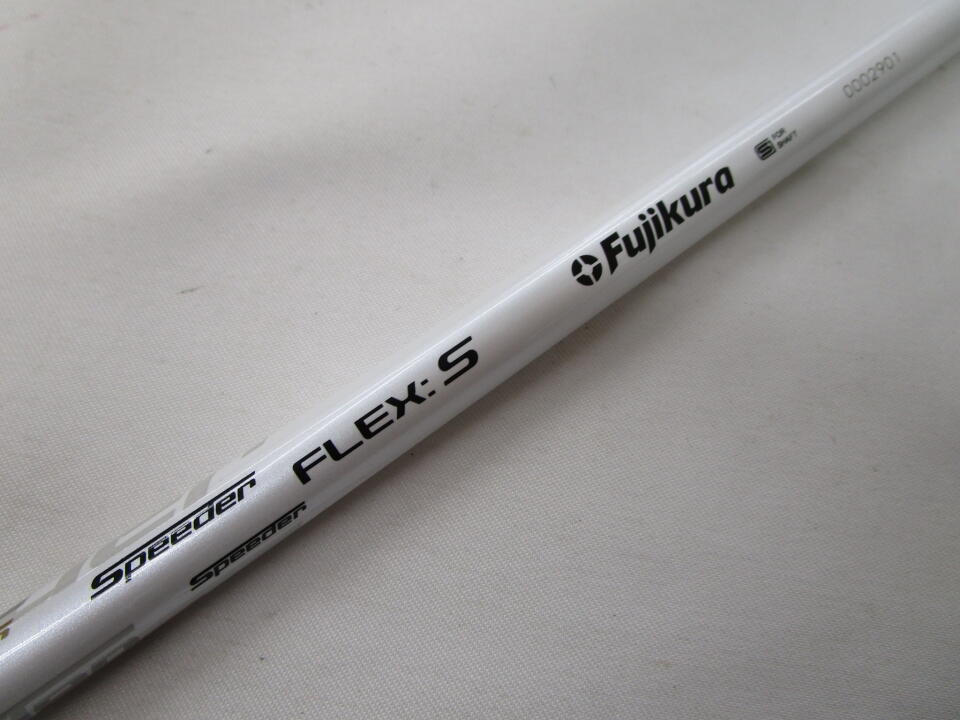 Speeder
Speeder
FLEX: S
Fujikura
S FOR
SHAFT
0002901